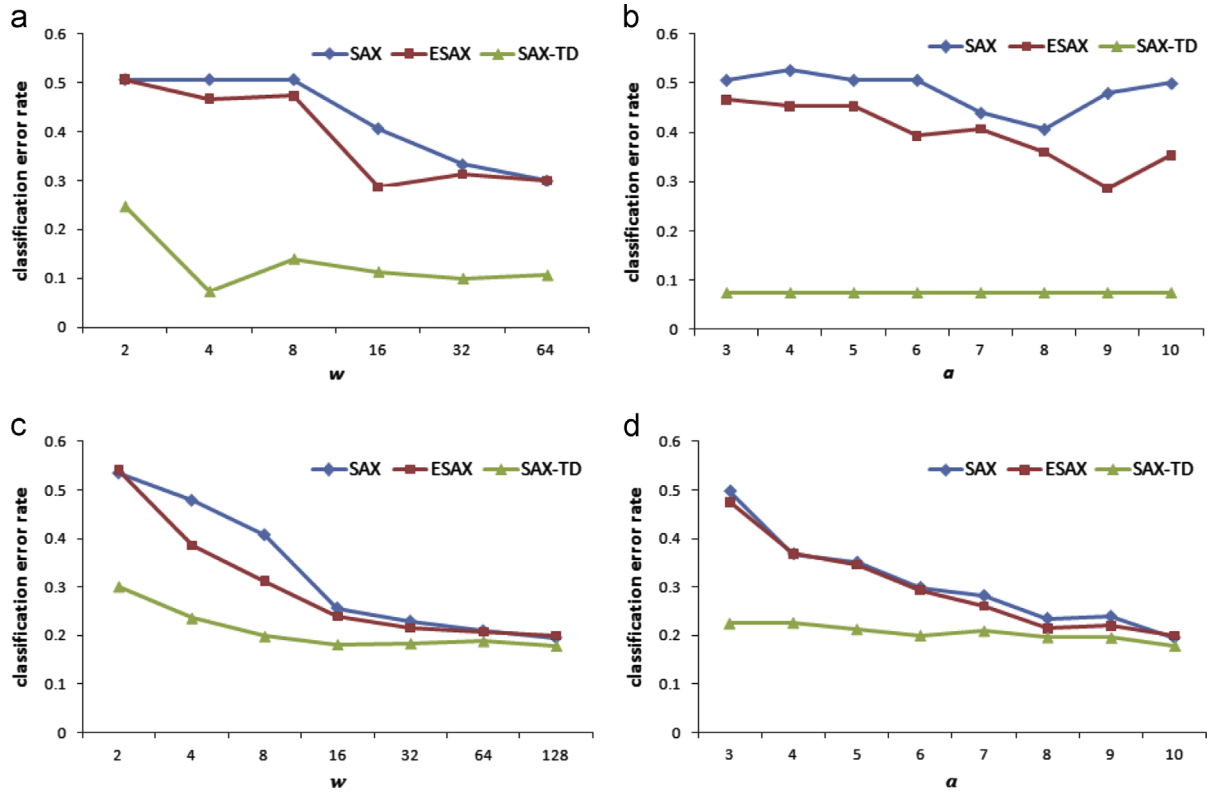 a
classification error rate
0.6
0.5
0.4
0.3
0.2
0.1
0
SAX ESAX SAX-TD
2 4 8 16 32 64
w
b
classification error rate
0.6
0.5
0.4
0.3
0.2
0.1
0
SAX ESAX SAX-TD
3 4 5 6 7 8 9 10
a
c
classification error rate
0.6
0.5
0.4
0.3
0.2
0.1
0
SAX ESAX SAX-TD
2 4 8 16 32 64 128
w
d
classification error rate
0.6
0.5
0.4
0.3
0.2
0.1
0
SAX ESAX SAX-TD
3 4 5 6 7 8 9 10
a